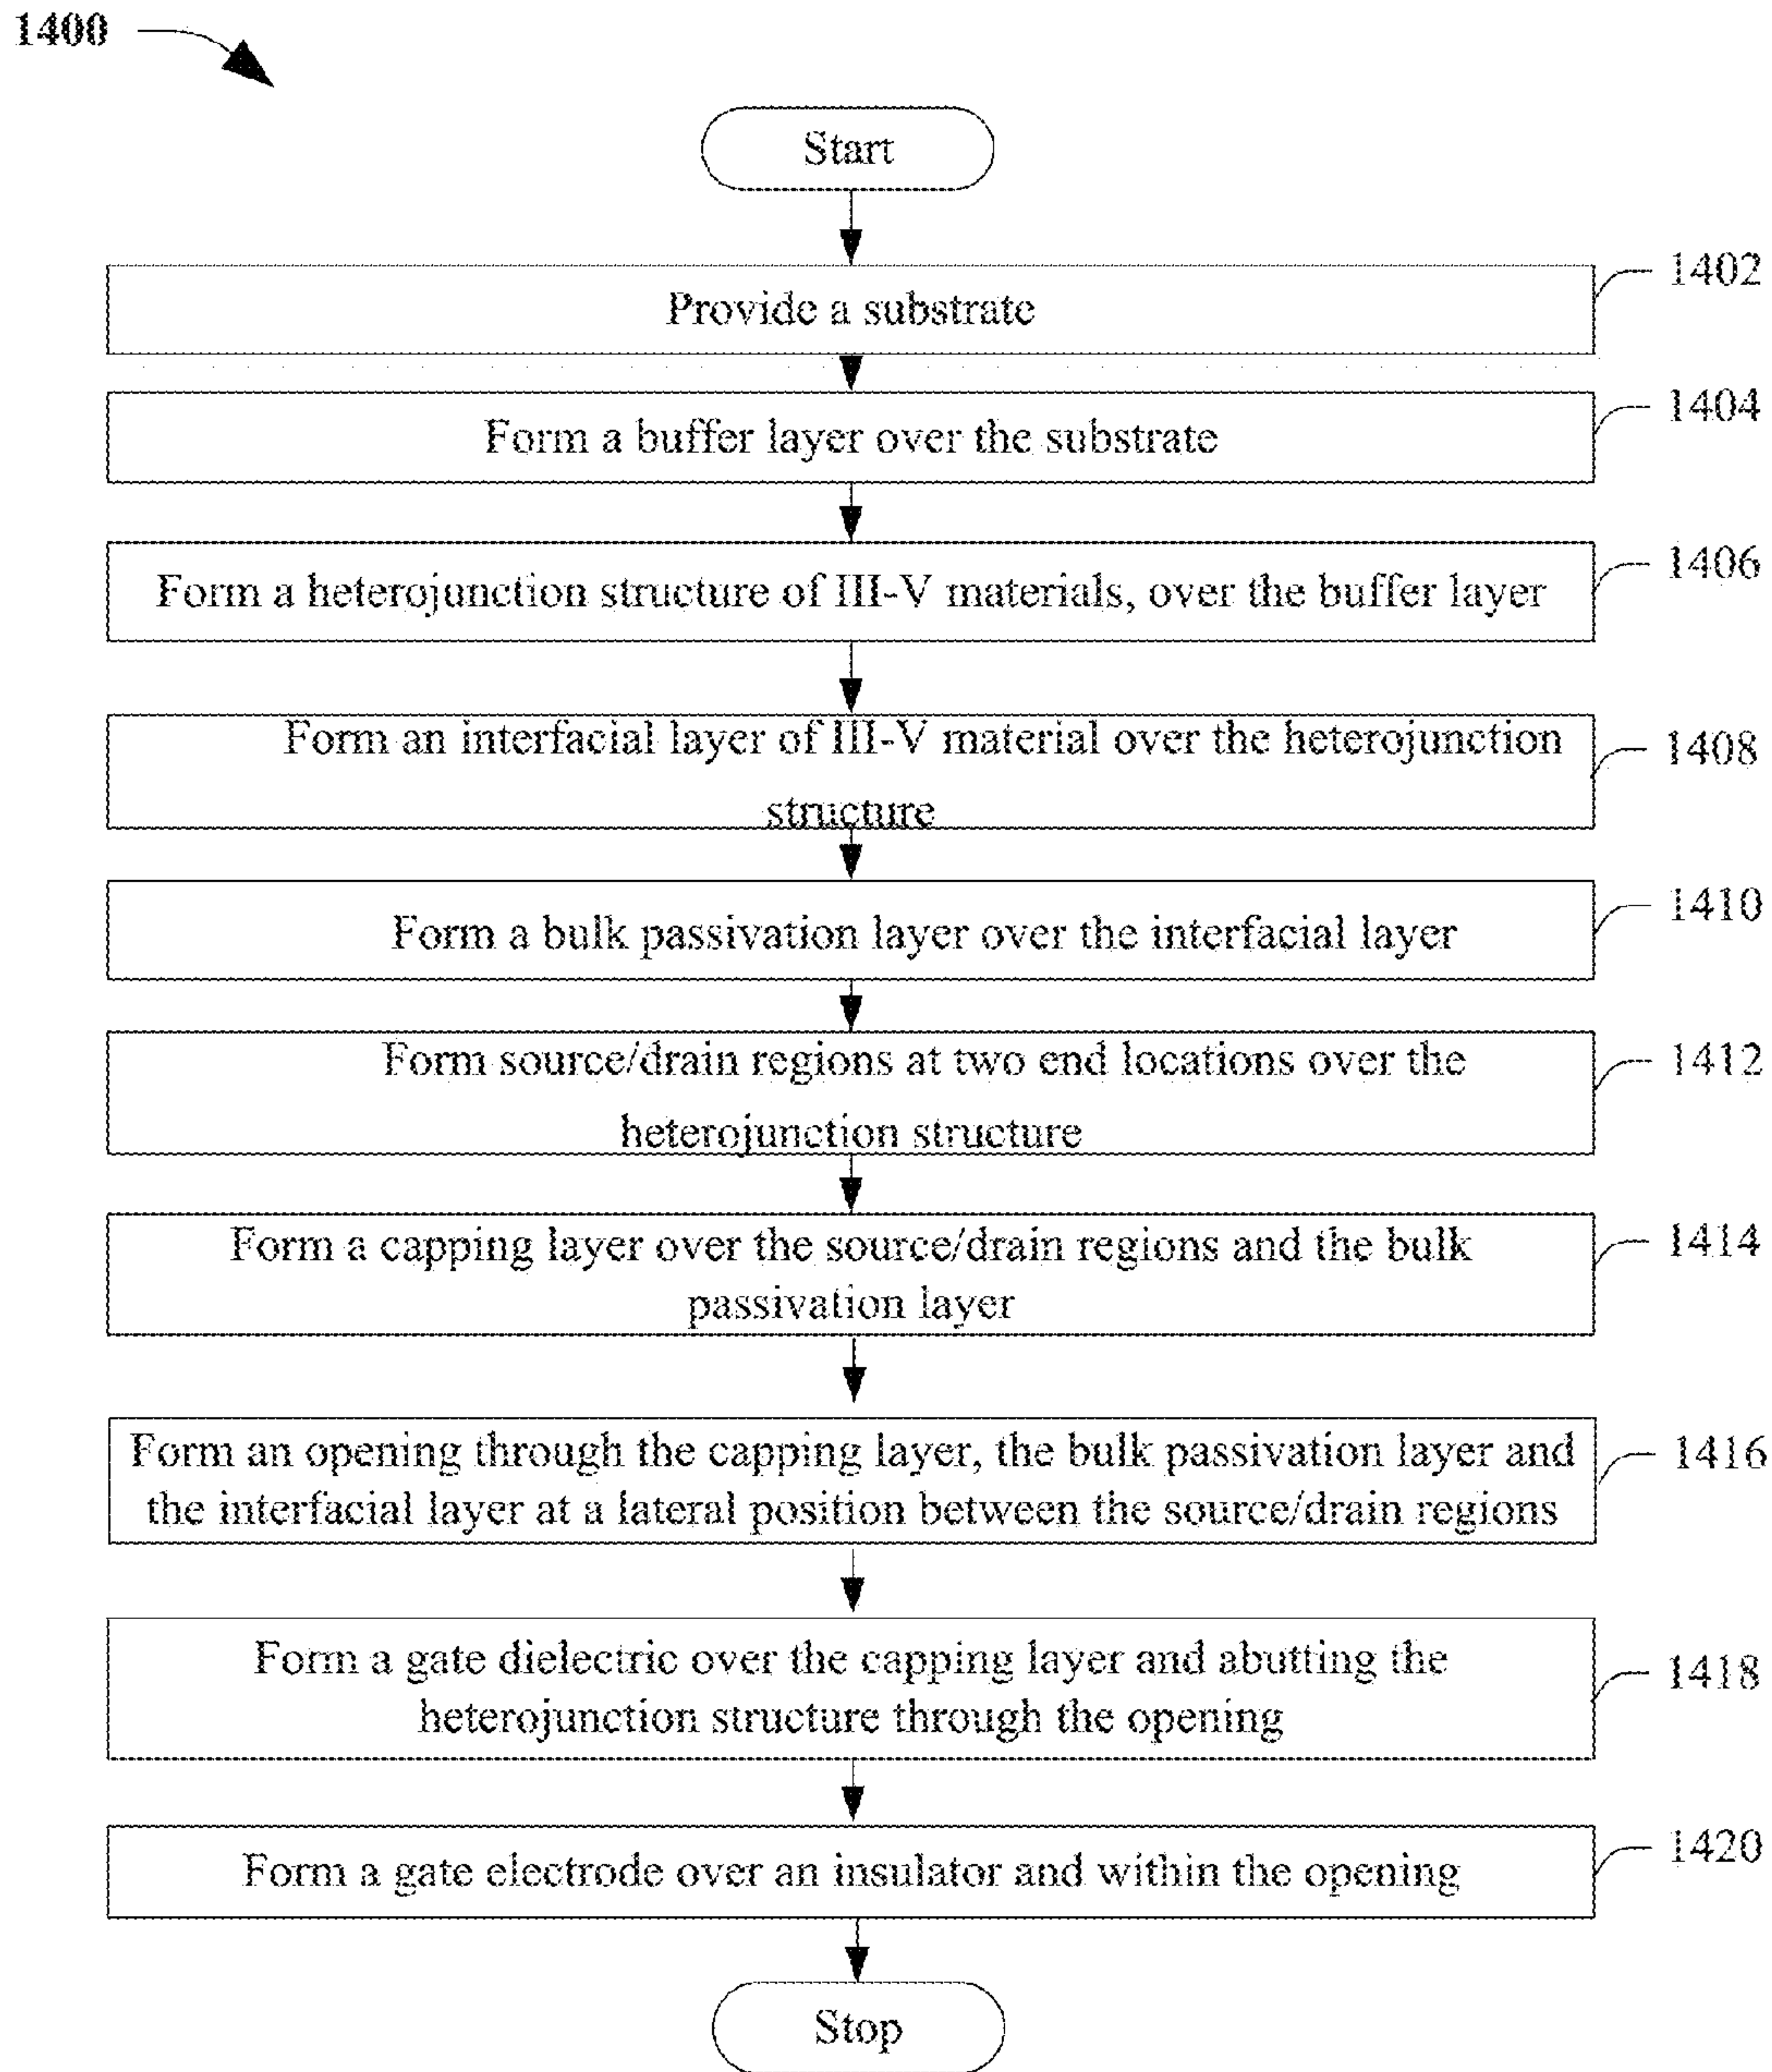 1400
Start
Provide a substrate
1402
Form a buffer layer over the substrate
1404
Form a heterojunction structure of III-V materials, over the buffer layer
1406
Form an interfacial layer of III-V material over the heterojunction
structure
1408
Form a bulk passivation layer over the interfacial layer
1410
Form source/drain regions at two end locations over the
heterojunction structure
1412
Form a capping layer over the source/drain regions and the bulk
passivation layer
1414
Form an opening through the capping layer, the bulk passivation layer and
the interfacial layer at a lateral position between the source/drain regions
1416
Form a gate dielectric over the capping layer and abutting the
heterojunction structure through the opening
1418
Form a gate electrode over an insulator and within the opening
1420
Stop